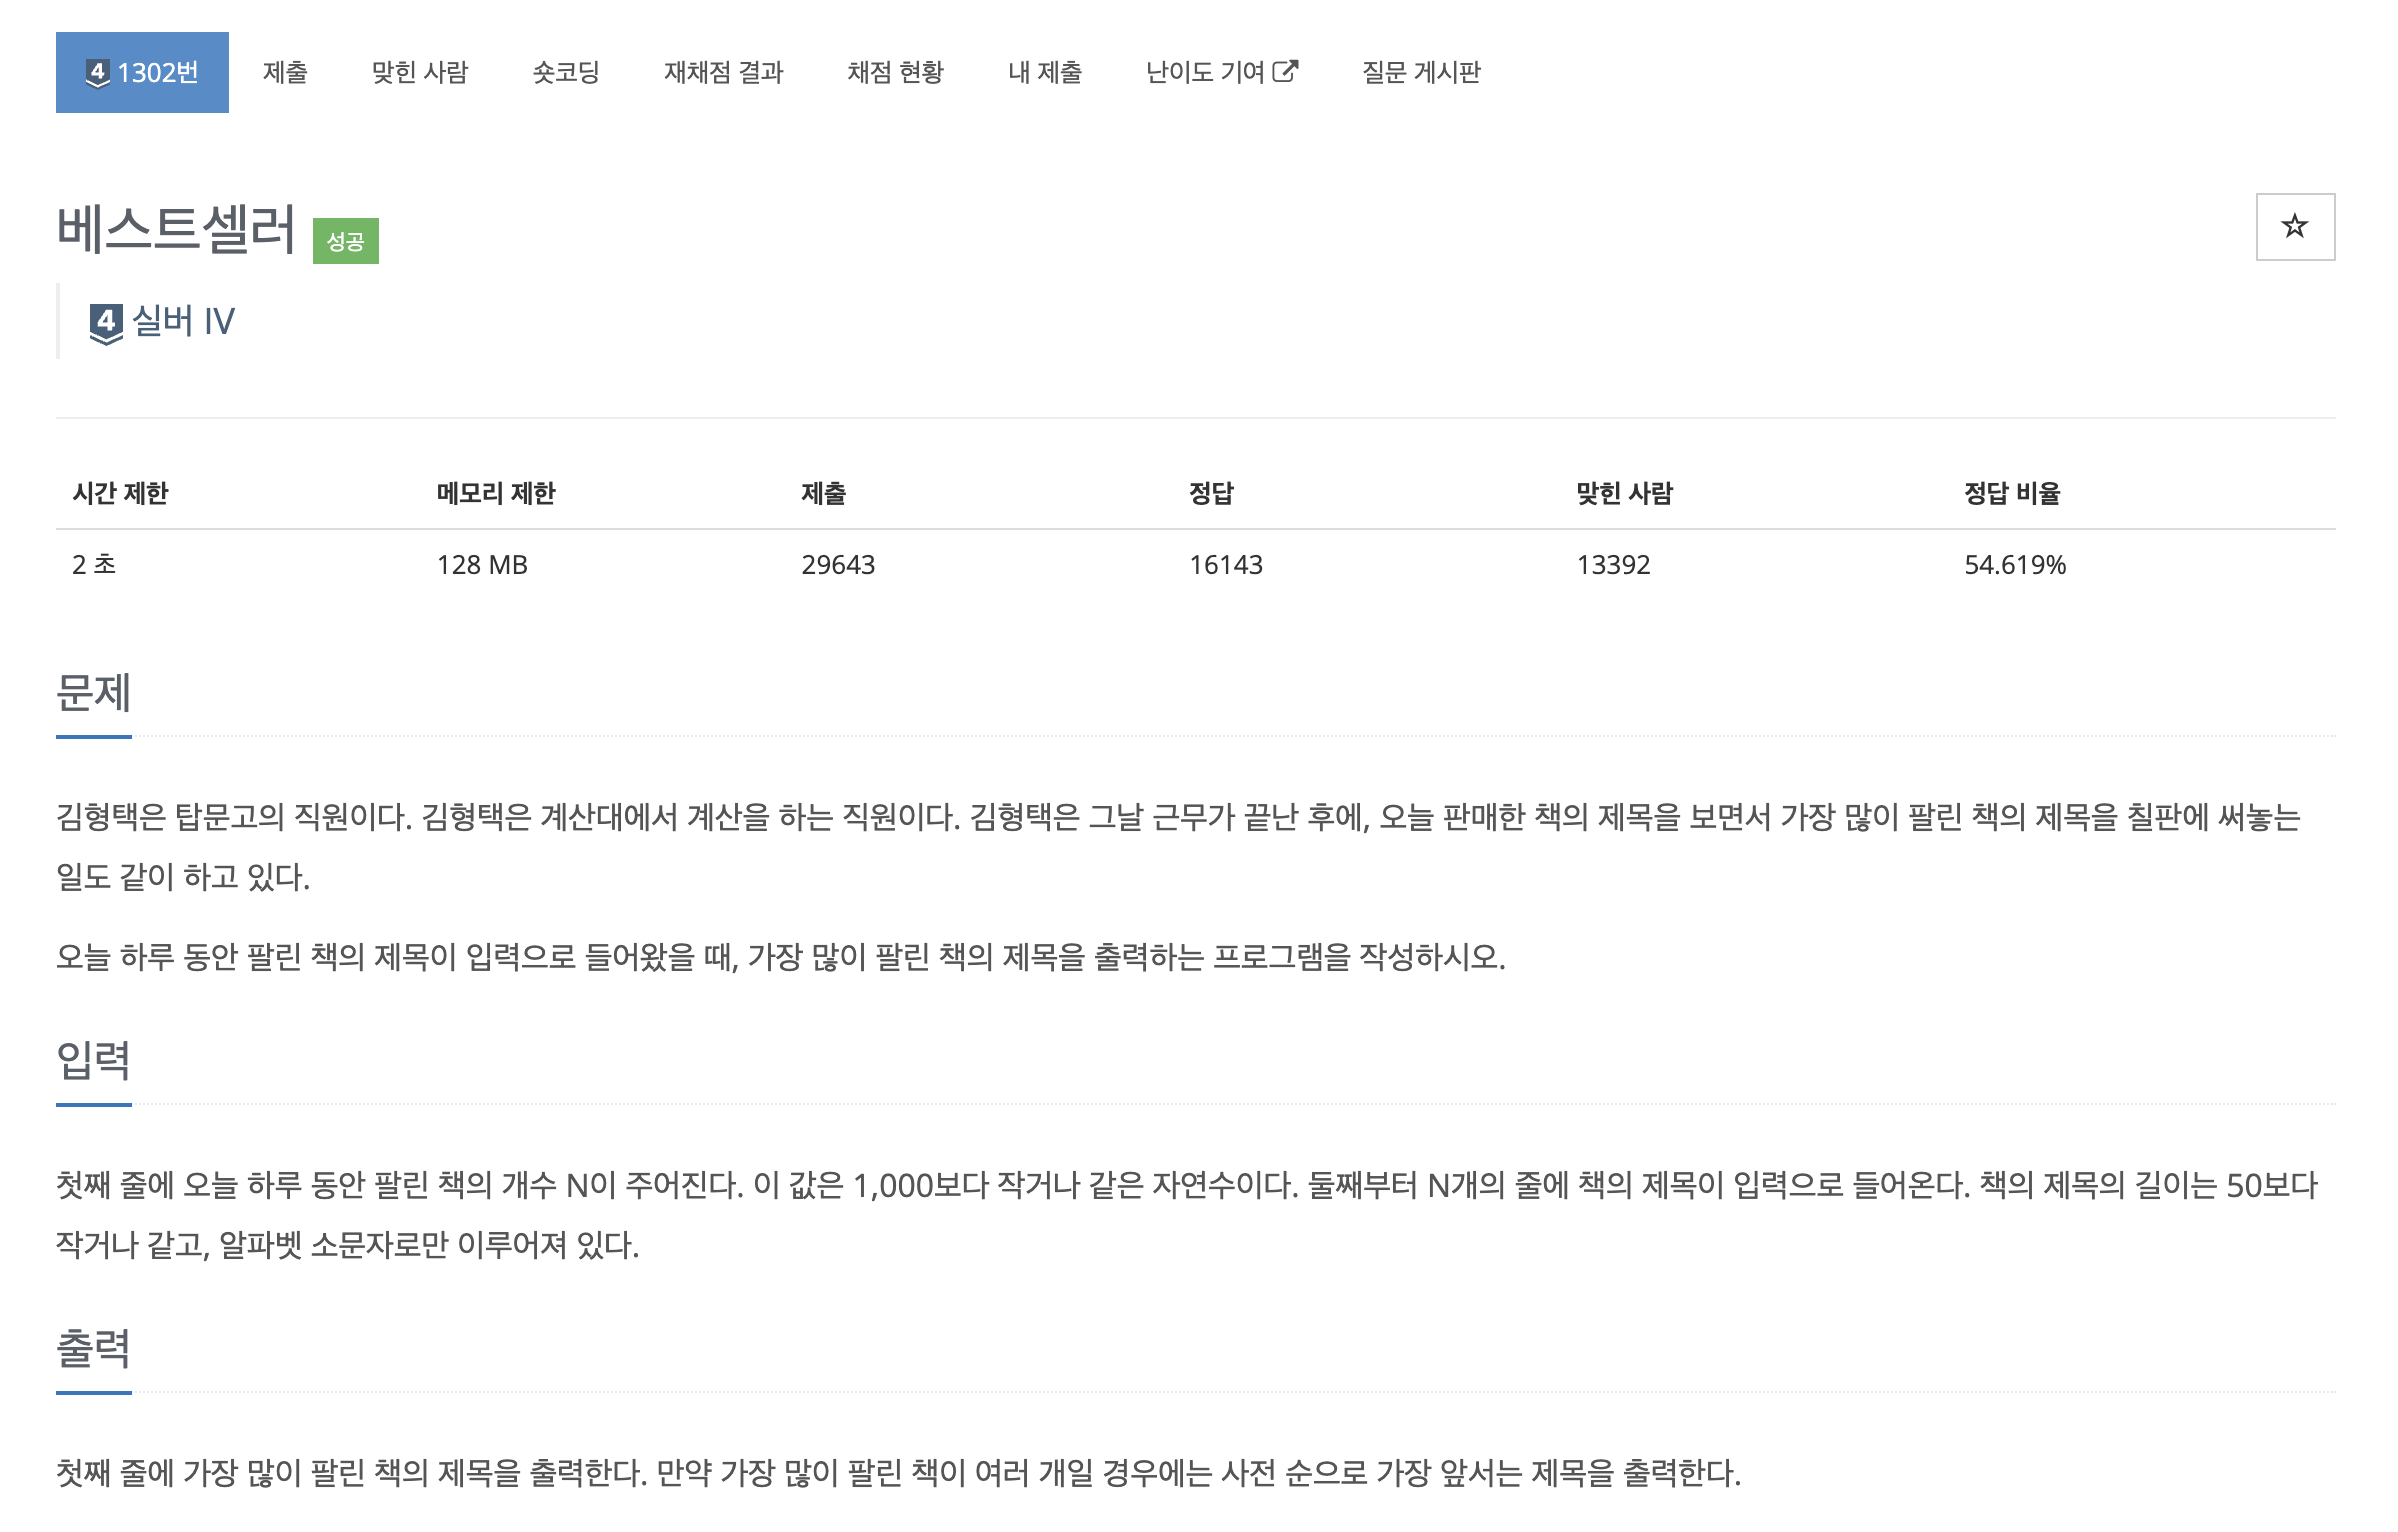 4 1302번 제출 맞힌 사람 숏코딩 재채점 결과 채점 현황 내 제출 난이도 기여 질문 게시판
베스트셀러 성공
4 실버 IV
시간 제한 메모리 제한 제출 정답 맞힌 사람 정답 비율
2 초 128 MB 29643 16143 13392 54.619%
문제
김형택은 탑문고의 직원이다. 김형택은 계산대에서 계산을 하는 직원이다. 김형택은 그날 근무가 끝난 후에, 오늘 판매한 책의 제목을 보면서 가장 많이 팔린 책의 제목을 칠판에 써놓는
일도 같이 하고 있다.
오늘 하루 동안 팔린 책의 제목이 입력으로 들어왔을 때, 가장 많이 팔린 책의 제목을 출력하는 프로그램을 작성하시오.
입력
첫째 줄에 오늘 하루 동안 팔린 책의 개수 N이 주어진다. 이 값은 1,000보다 작거나 같은 자연수이다. 둘째부터 N개의 줄에 책의 제목이 입력으로 들어온다. 책의 제목의 길이는 50보다
작거나 같고, 알파벳 소문자로만 이루어져 있다.
출력
첫째 줄에 가장 많이 팔린 책의 제목을 출력한다. 만약 가장 많이 팔린 책이 여러 개일 경우에는 사전 순으로 가장 앞서는 제목을 출력한다.